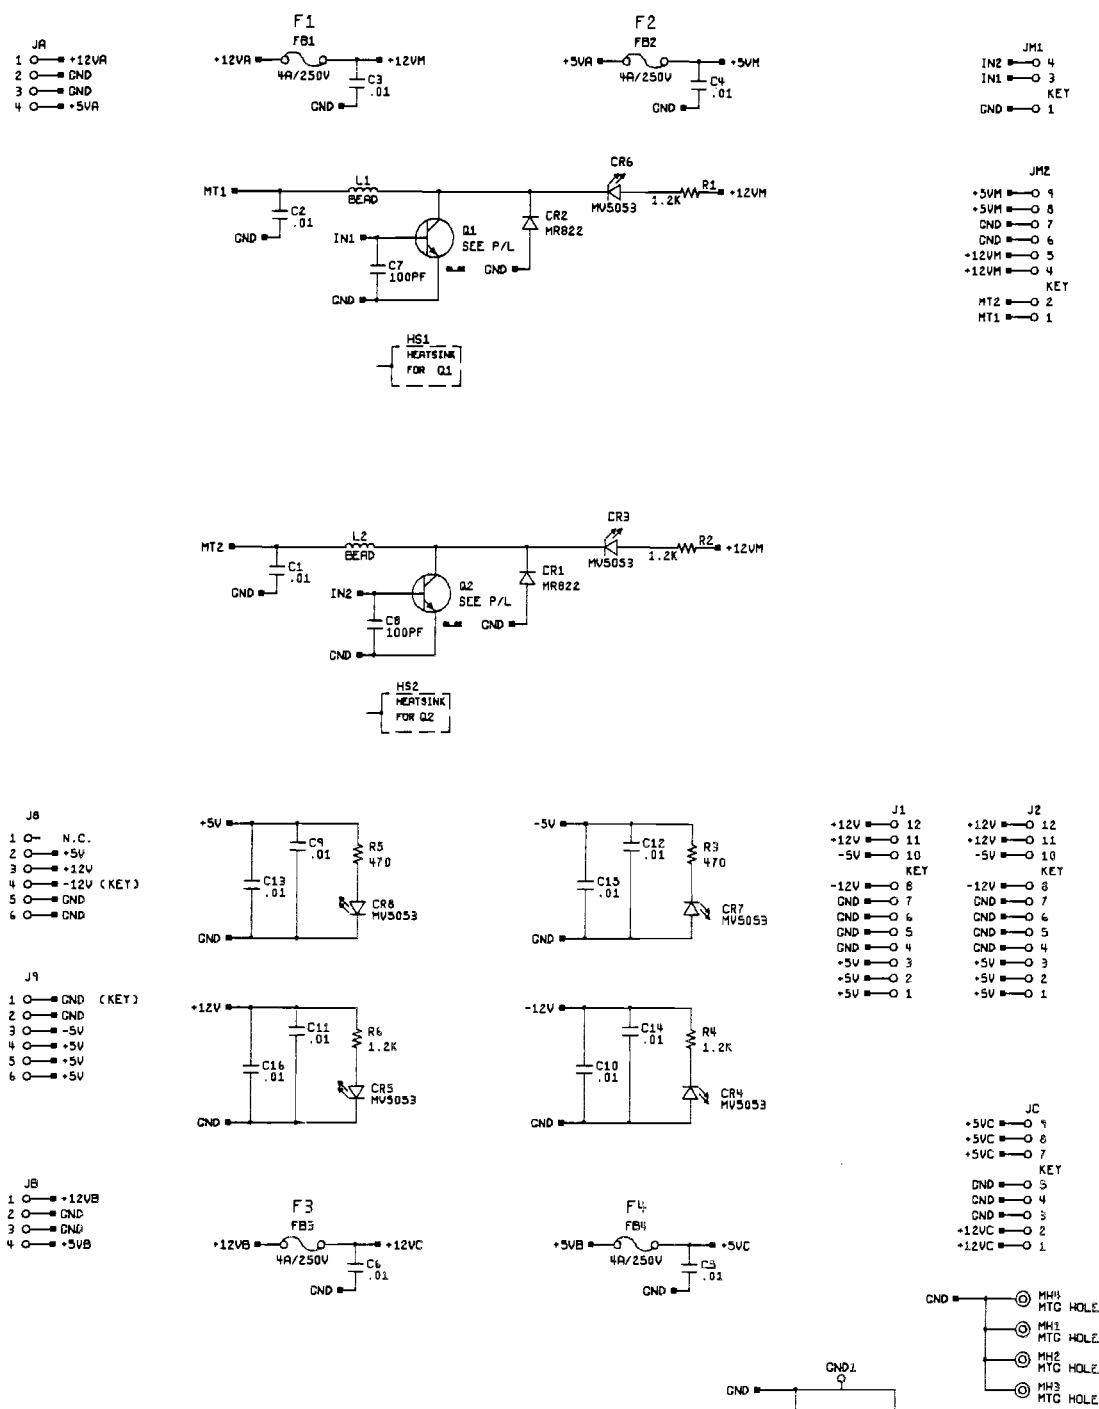 JA
1 +12VA
2 GND
3 GND
4 +5VA
F1
FB1
+12VA +12VM
4A/250V
C3
.01
GND
F2
FB2
+5VA +5VM
4A/250V
C4
.01
GND
JM1
IN2 4
IN1 3
KEY
GND 1
MT1
L1
BEAD
C2
.01
GND
IN1
C7
100PF
GND
Q1
SEE P/L
GND
CR2
MR822
CR6
MV5053
R1
1.2K
+12VM
HS1
HEATSINK
FOR Q1
JM2
+5VM 9
+5VM 8
GND 7
GND 6
+12VM 5
+12VM 4
KEY
MT2 2
MT1 1
MT2
L2
BEAD
C1
.01
GND
IN2
C8
100PF
GND
Q2
SEE P/L
GND
CR1
MR822
CR3
MV5053
R2
1.2K
+12VM
HS2
HEATSINK
FOR Q2
J8
1 N.C.
2 +5V
3 +12V
4 -12V (KEY)
5 GND
6 GND
+5V
C9
.01
C13
.01
R5
470
CR8
MV5053
GND
-5V
C12
.01
C15
.01
R3
470
CR7
MV5053
GND
J1
+12V 12
+12V 11
-5V 10
KEY
-12V 8
GND 7
GND 6
GND 5
GND 4
+5V 3
+5V 2
+5V 1
J2
+12V 12
+12V 11
-5V 10
KEY
-12V 8
GND 7
GND 6
GND 5
GND 4
+5V 3
+5V 2
+5V 1
J9
1 GND (KEY)
2 GND
3 -5V
4 +5V
5 +5V
6 +5V
+12V
C11
.01
C16
.01
R6
1.2K
CR5
MV5053
GND
-12V
C14
.01
C10
.01
R4
1.2K
CR4
MV5053
GND
JC
+5VC 9
+5VC 8
+5VC 7
KEY
GND 5
GND 4
GND 3
+12VC 2
+12VC 1
JB
1 +12VB
2 GND
3 GND
4 +5VB
F3
FB3
+12VB +12VC
4A/250V
C6
.01
GND
F4
FB4
+5VB +5VC
4A/250V
C5
.01
GND
GND
MH4
MTG HOLE
MH1
MTG HOLE
MH2
MTG HOLE
MH3
MTG HOLE
GND1
GND